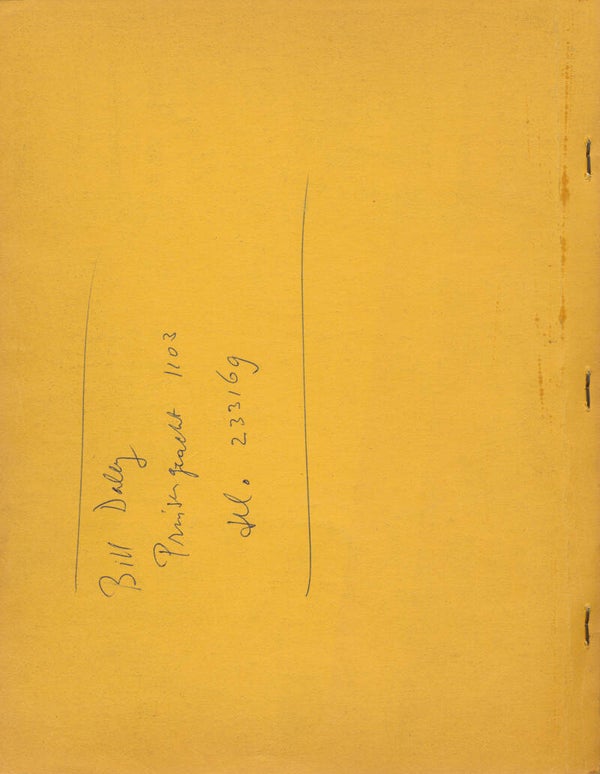 Bill Daley
Prinsengracht 1103
tel. 233169